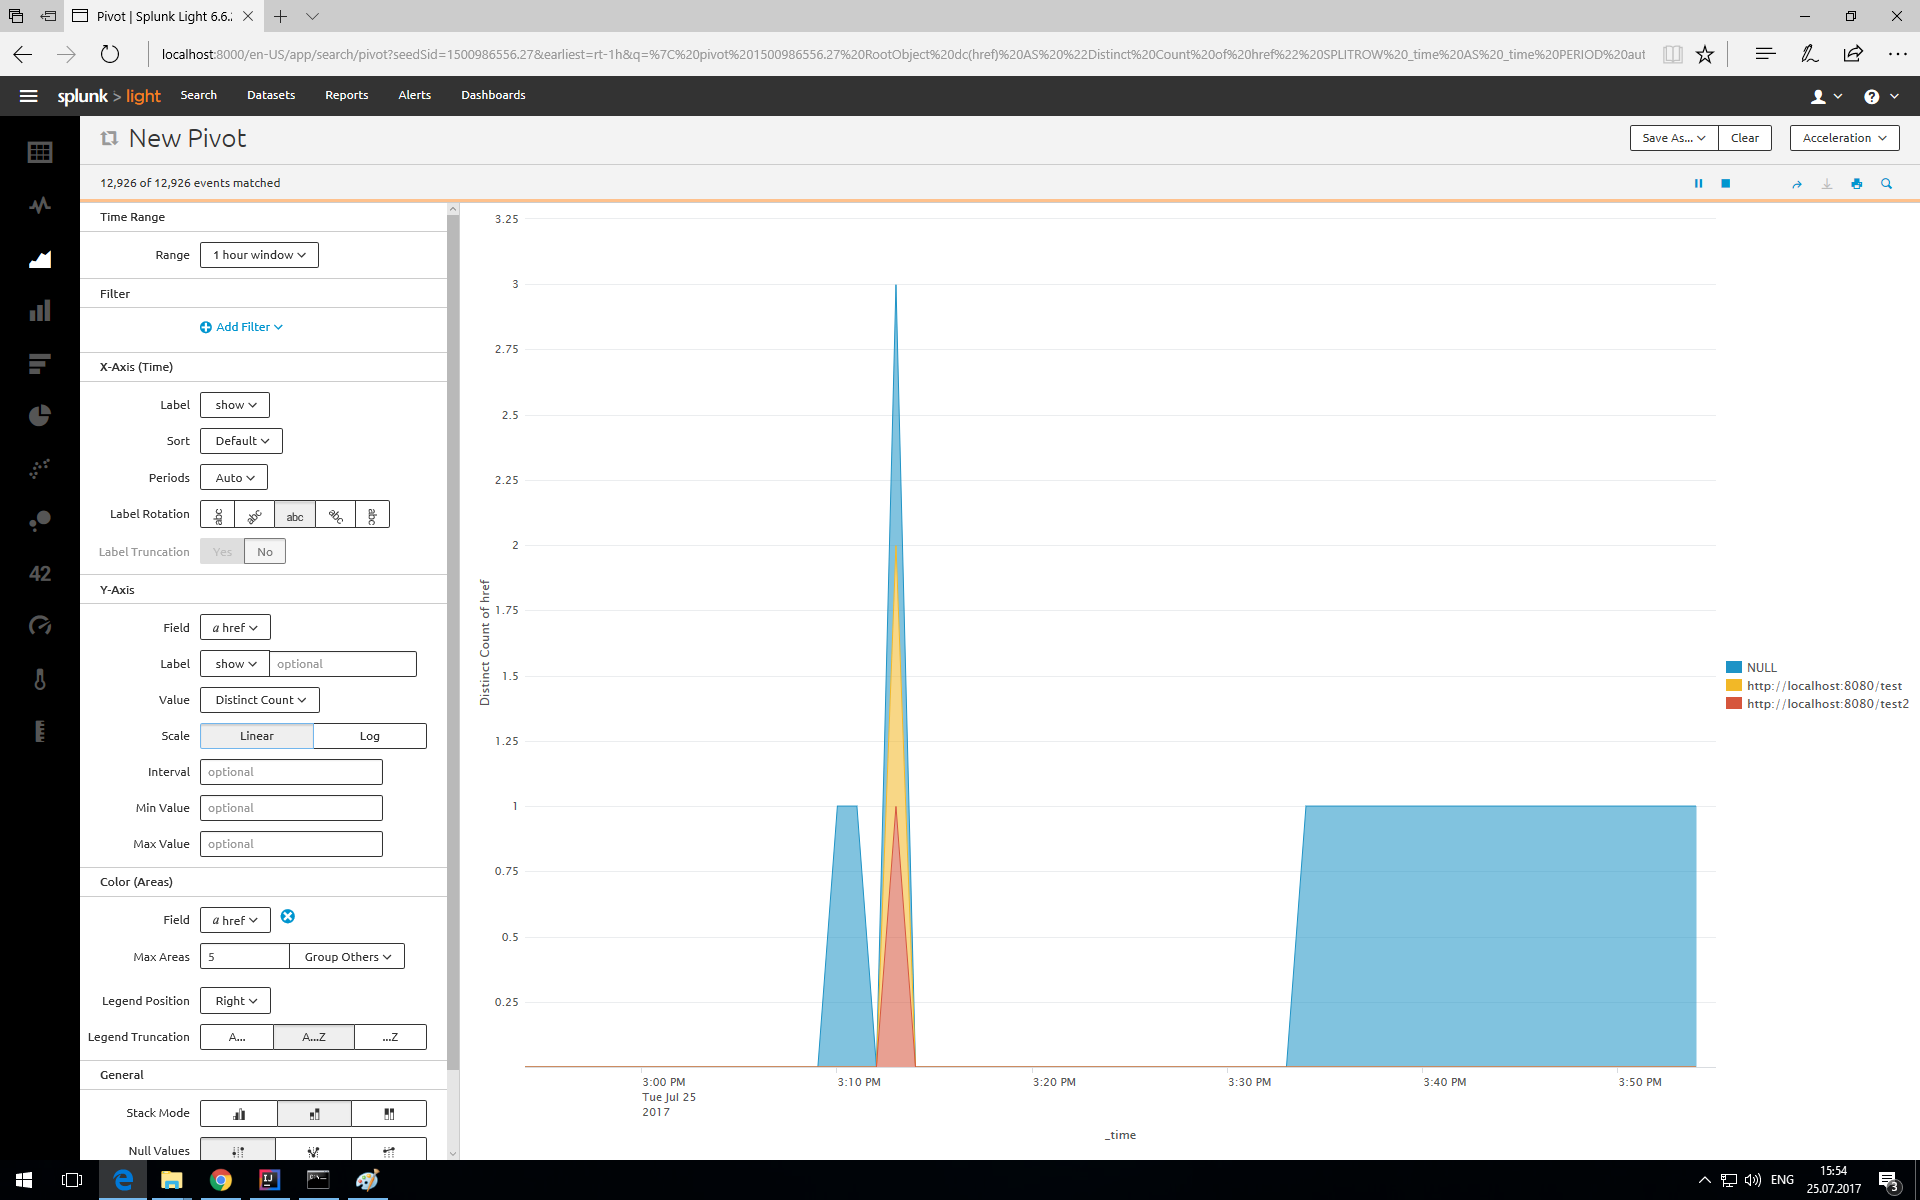 Pivot | Splunk Light 6.6.2
localhost:8000/en-US/app/search/pivot?seedSid=1500986556.27&earliest=rt-1h&q=%7C%20pivot%201500986556.27%20RootObject%20dc(href)%20AS%20%22Distinct%20Count%20of%20href%22%20SPLITROW%20_time%20AS%20_time%20PERIOD%20aut
splunk > light Search Datasets Reports Alerts Dashboards
New Pivot
Save As... Clear Acceleration
12,926 of 12,926 events matched
Time Range
Range 1 hour window
Filter
Add Filter
X-Axis (Time)
Label show
Sort Default
Periods Auto
Label Rotation abc abc abc abc abc
Label Truncation Yes No
42
Y-Axis
Field a href
Label show optional
Value Distinct Count
Scale Linear Log
Interval optional
Min Value optional
Max Value optional
Color (Areas)
Field a href
Max Areas 5 Group Others
Legend Position Right
Legend Truncation A... A...Z ...Z
General
Stack Mode
Null Values
Distinct Count of href
3.25
3
2.75
2.5
2.25
2
1.75
1.5
1.25
1
0.75
0.5
0.25
3:00 PM 3:10 PM 3:20 PM 3:30 PM 3:40 PM 3:50 PM
Tue Jul 25
2017
_time
NULL
http://localhost:8080/test
http://localhost:8080/test2
ENG
15:54
25.07.2017
3